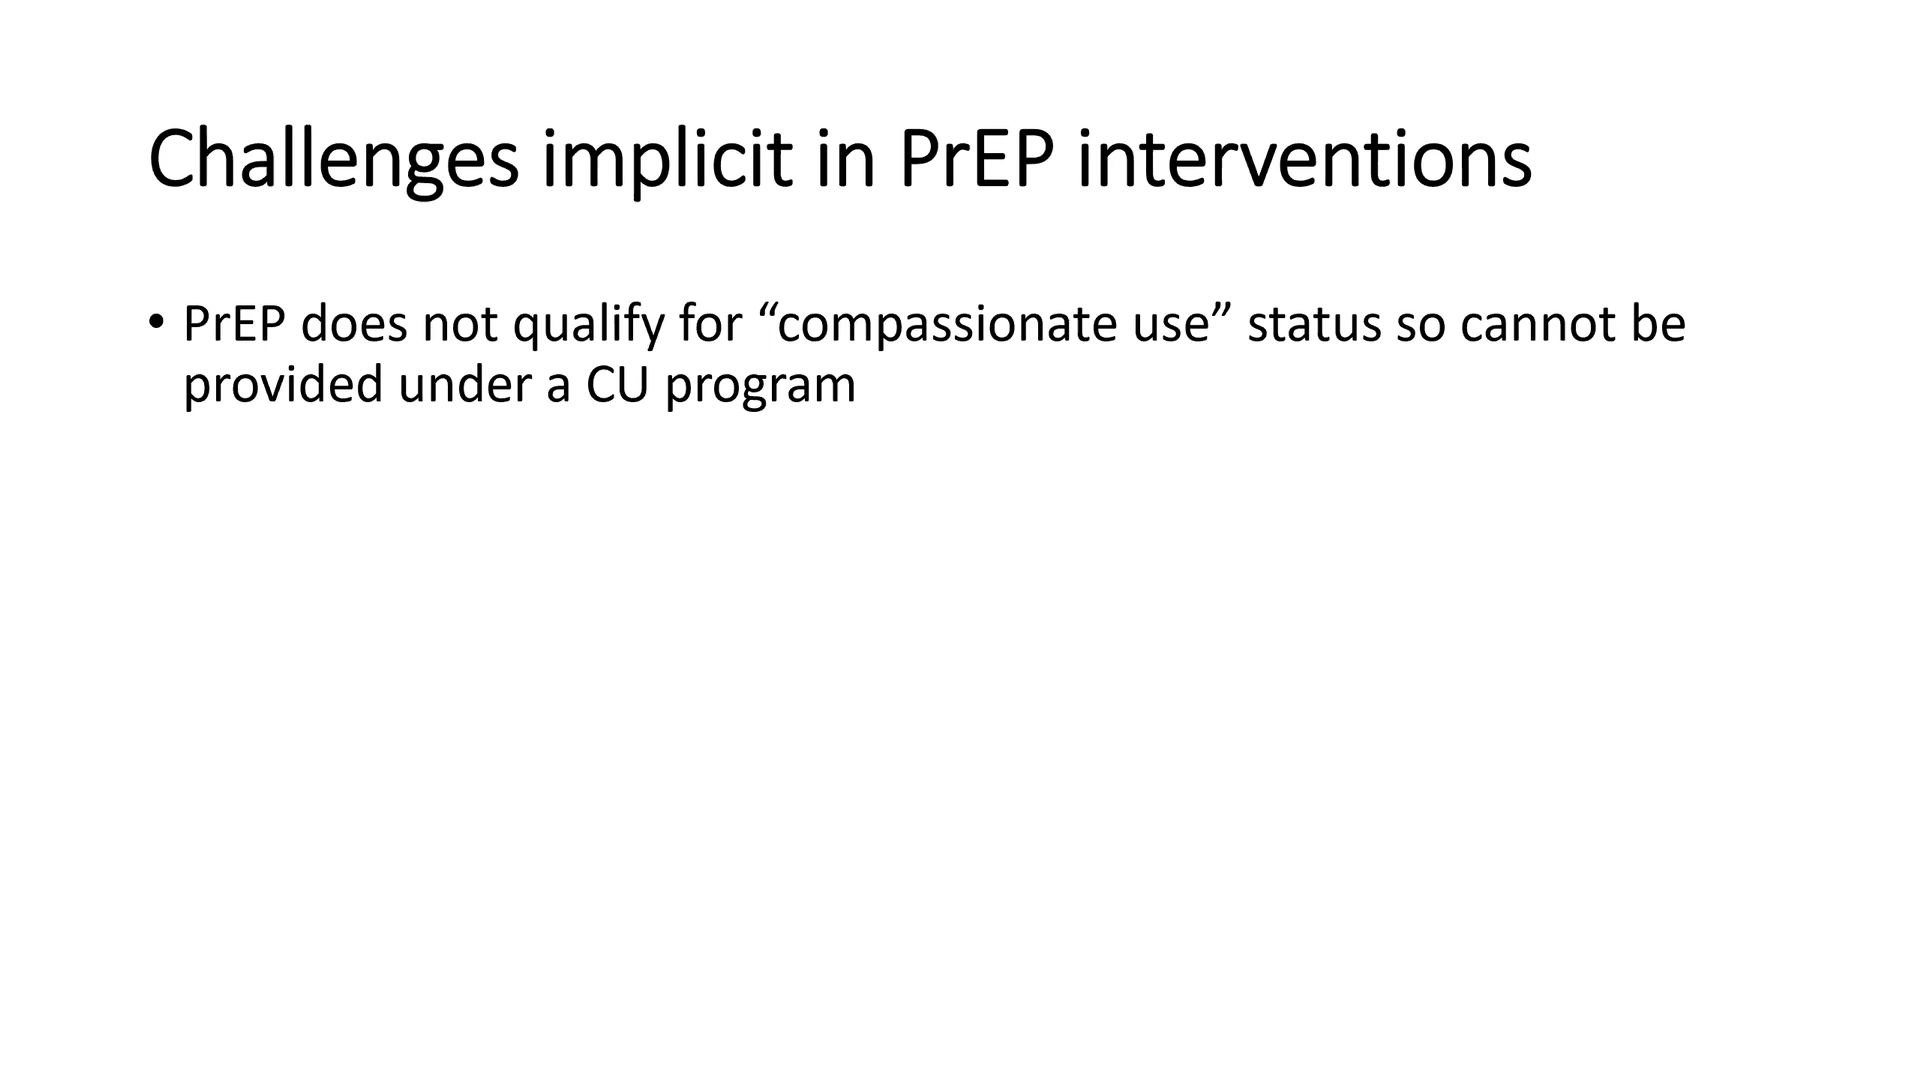 Challenges implicit in PrEP interventions
• PrEP does not qualify for “compassionate use” status so cannot be
provided under a CU program